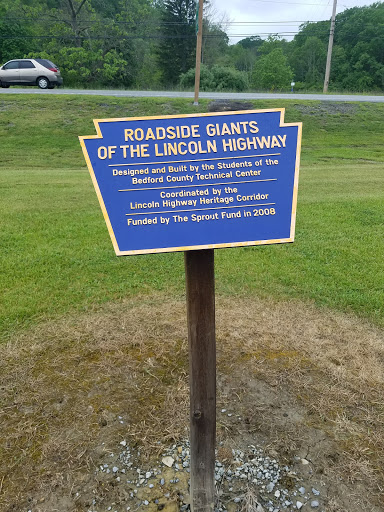 ROADSIDE GIANTS
OF THE LINCOLN HIGHWAY
Designed and Built by the Students of the
Bedford County Technical Center
Coordinated by the
Lincoln Highway Heritage Corridor
Funded by The Sprout Fund in 2008